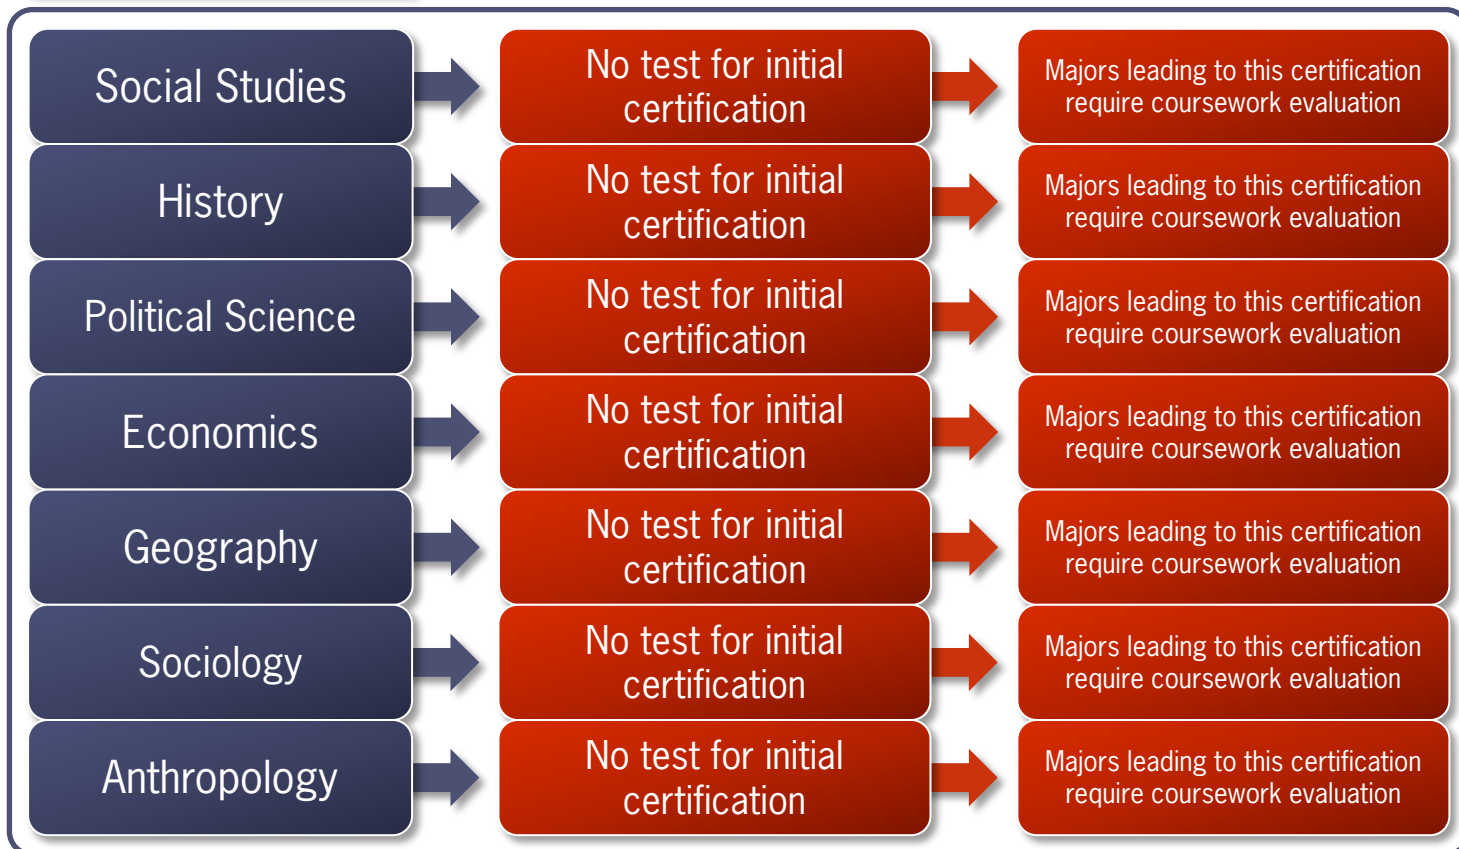 Social Studies
No test for initial
certification
Majors leading to this certification
require coursework evaluation
History
No test for initial
certification
Majors leading to this certification
require coursework evaluation
Political Science
No test for initial
certification
Majors leading to this certification
require coursework evaluation
Economics
No test for initial
certification
Majors leading to this certification
require coursework evaluation
Geography
No test for initial
certification
Majors leading to this certification
require coursework evaluation
Sociology
No test for initial
certification
Majors leading to this certification
require coursework evaluation
Anthropology
No test for initial
certification
Majors leading to this certification
require coursework evaluation